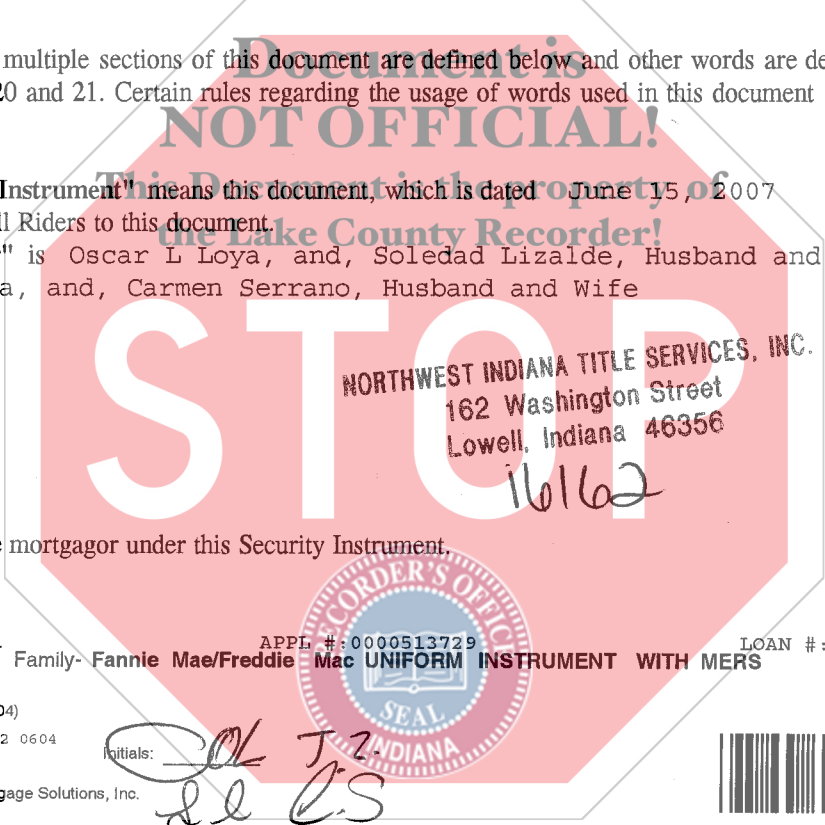 Document is
multiple sections of this document are defined below and other words are de
20 and 21. Certain rules regarding the usage of words used in this document
NOT OFFICIAL!
This Document is the property of
Instrument" means this document, which is dated June 15, 2007
ll Riders to this document.
the Lake County Recorder!
" is Oscar L Loya, and, Soledad Lizalde, Husband and
a, and, Carmen Serrano, Husband and Wife
STOP
NORTHWEST INDIANA TITLE SERVICES, INC.
162 Washington Street
Lowell, Indiana 46356
16162
e mortgagor under this Security Instrument.
RECORDER'S OFFICE
SEAL
INDIANA
APPL #:0000513729
LOAN #:
Family- Fannie Mae/Freddie Mac UNIFORM INSTRUMENT WITH MERS
04)
2 0604
Initials:
gage Solutions, Inc.